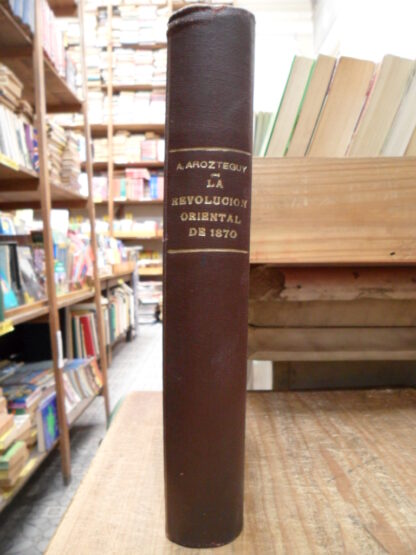 A. AROZTEGUY
LA
REVOLUCION
ORIENTAL
DE 1870